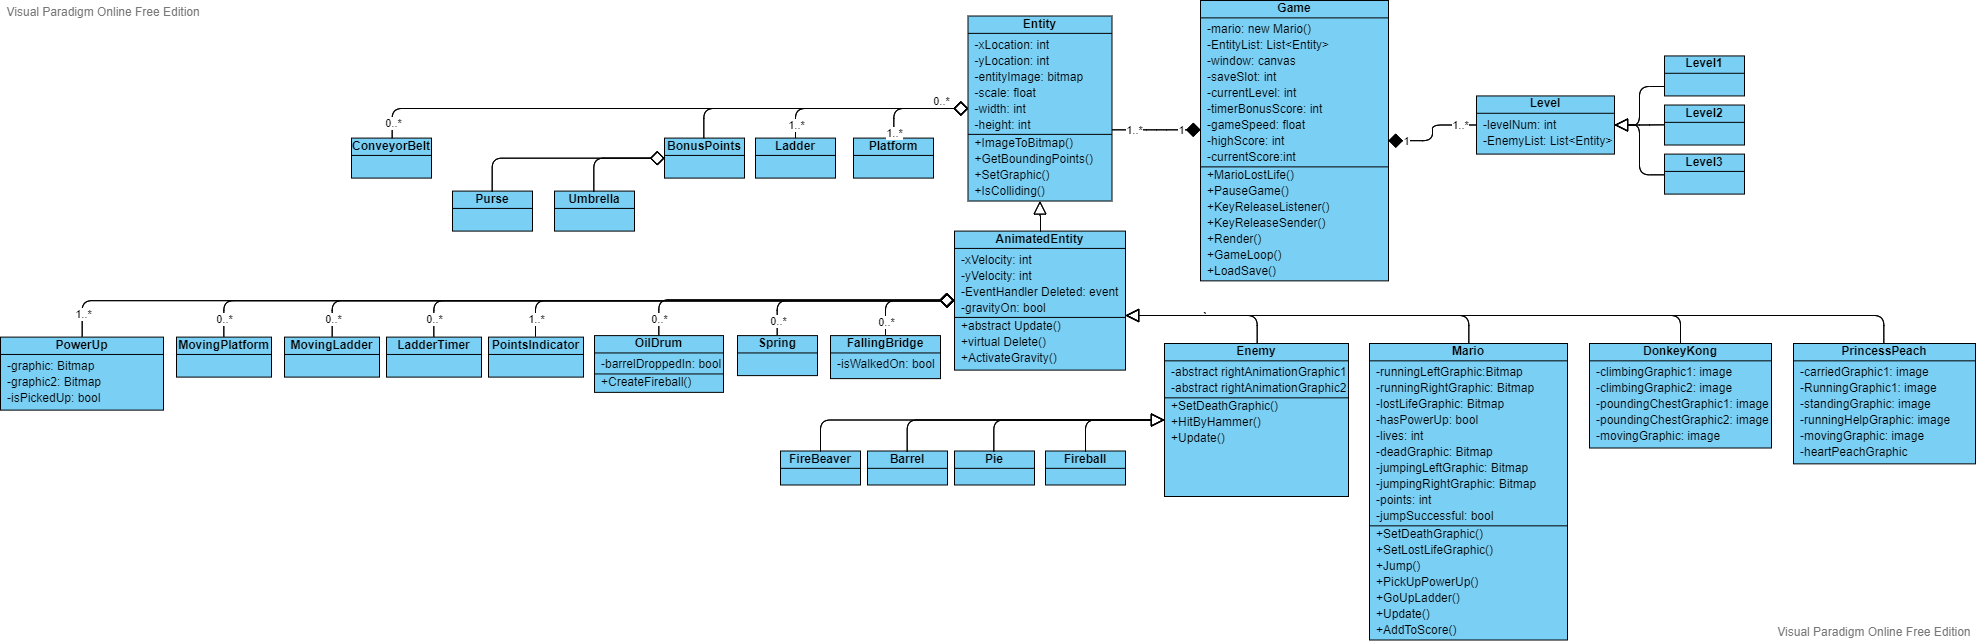 Visual Paradigm Online Free Edition
Entity
-xLocation: int
-yLocation: int
-entityImage: bitmap
-scale: float
-width: int
-height: int
+ImageToBitmap()
+GetBoundingPoints()
+SetGraphic()
+IsColliding()
Game
-mario: new Mario()
-EntityList: List<Entity>
-window: canvas
-saveSlot: int
-currentLevel: int
-timerBonusScore: int
-gameSpeed: float
-highScore: int
-currentScore:int
+MarioLostLife()
+PauseGame()
+KeyReleaseListener()
+KeyReleaseSender()
+Render()
+GameLoop()
+LoadSave()
1..*
1
1
1..*
Level
-levelNum: int
-EnemyList: List<Entity>
Level1
Level2
Level3
0..*
0..*
1..*
1..*
ConveyorBelt
BonusPoints
Ladder
Platform
Purse
Umbrella
AnimatedEntity
-xVelocity: int
-yVelocity: int
-EventHandler Deleted: event
-gravityOn: bool
+abstract Update()
+virtual Delete()
+ActivateGravity()
1..*
0..*
0..*
0..*
1..*
0..*
0..*
0..*
PowerUp
-graphic: Bitmap
-graphic2: Bitmap
-isPickedUp: bool
MovingPlatform
MovingLadder
LadderTimer
PointsIndicator
OilDrum
-barrelDroppedIn: bool
+CreateFireball()
Spring
FallingBridge
-isWalkedOn: bool
Enemy
-abstract rightAnimationGraphic1
-abstract rightAnimationGraphic2
+SetDeathGraphic()
+HitByHammer()
+Update()
Mario
-runningLeftGraphic:Bitmap
-runningRightGraphic: Bitmap
-lostLifeGraphic: Bitmap
-hasPowerUp: bool
-lives: int
-deadGraphic: Bitmap
-jumpingLeftGraphic: Bitmap
-jumpingRightGraphic: Bitmap
-points: int
-jumpSuccessful: bool
+SetDeathGraphic()
+SetLostLifeGraphic()
+Jump()
+PickUpPowerUp()
+GoUpLadder()
+Update()
+AddToScore()
DonkeyKong
-climbingGraphic1: image
-climbingGraphic2: image
-poundingChestGraphic1: image
-poundingChestGraphic2: image
-movingGraphic: image
PrincessPeach
-carriedGraphic1: image
-RunningGraphic1: image
-standingGraphic: image
-runningHelpGraphic: image
-movingGraphic: image
-heartPeachGraphic
FireBeaver
Barrel
Pie
Fireball
Visual Paradigm Online Free Edition